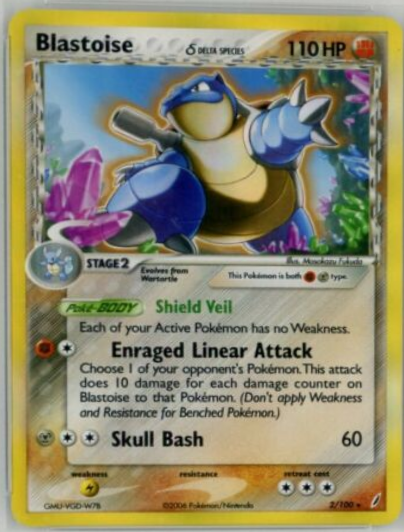 Blastoise δ DELTA SPECIES 110 HP
Illus. Masakazu Fukuda
STAGE 2
Evolves from
Wartortle
This Pokémon is both type.
Poké-BODY Shield Veil
Each of your Active Pokémon has no Weakness.
Enraged Linear Attack
Choose 1 of your opponent's Pokémon. This attack
does 10 damage for each damage counter on
Blastoise to that Pokémon. (Don't apply Weakness
and Resistance for Benched Pokémon.)
Skull Bash 60
weakness resistance retreat cost
GMU-VGD-W7B ©2006 Pokémon/Nintendo 2/100 ★